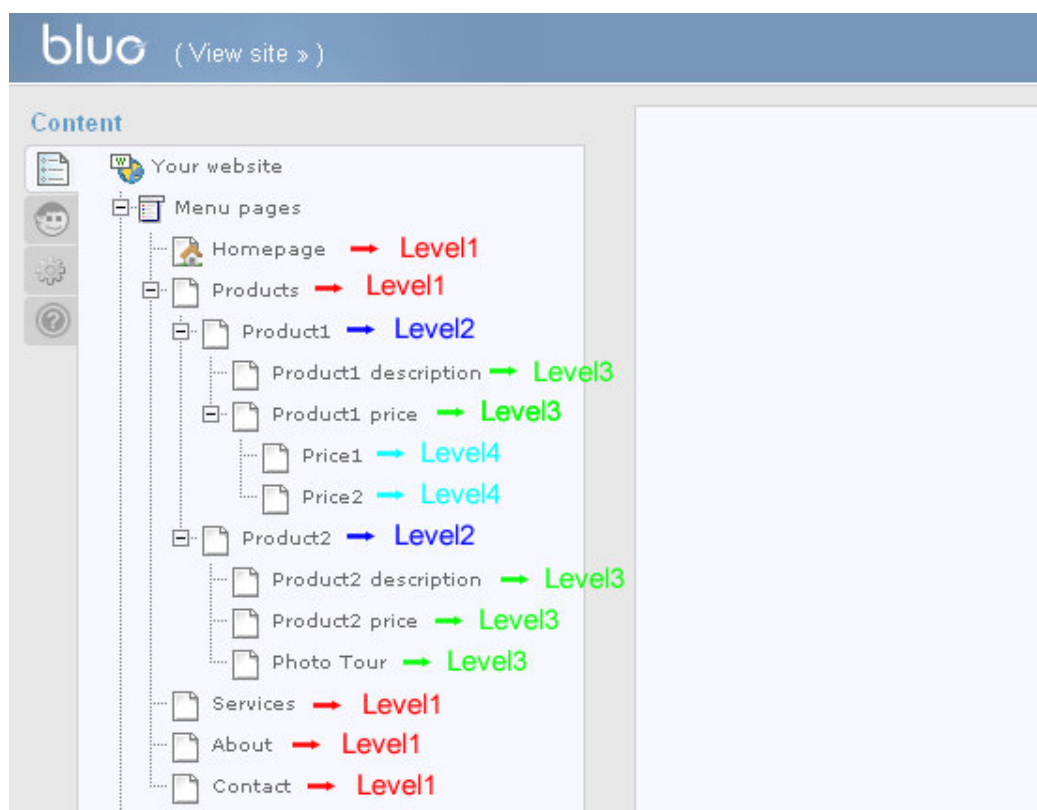 bluo ( View site » )
Content
Your website
Menu pages
Homepage Level1
Products Level1
Product1 Level2
Product1 description Level3
Product1 price Level3
Price1 Level4
Price2 Level4
Product2 Level2
Product2 description Level3
Product2 price Level3
Photo Tour Level3
Services Level1
About Level1
Contact Level1